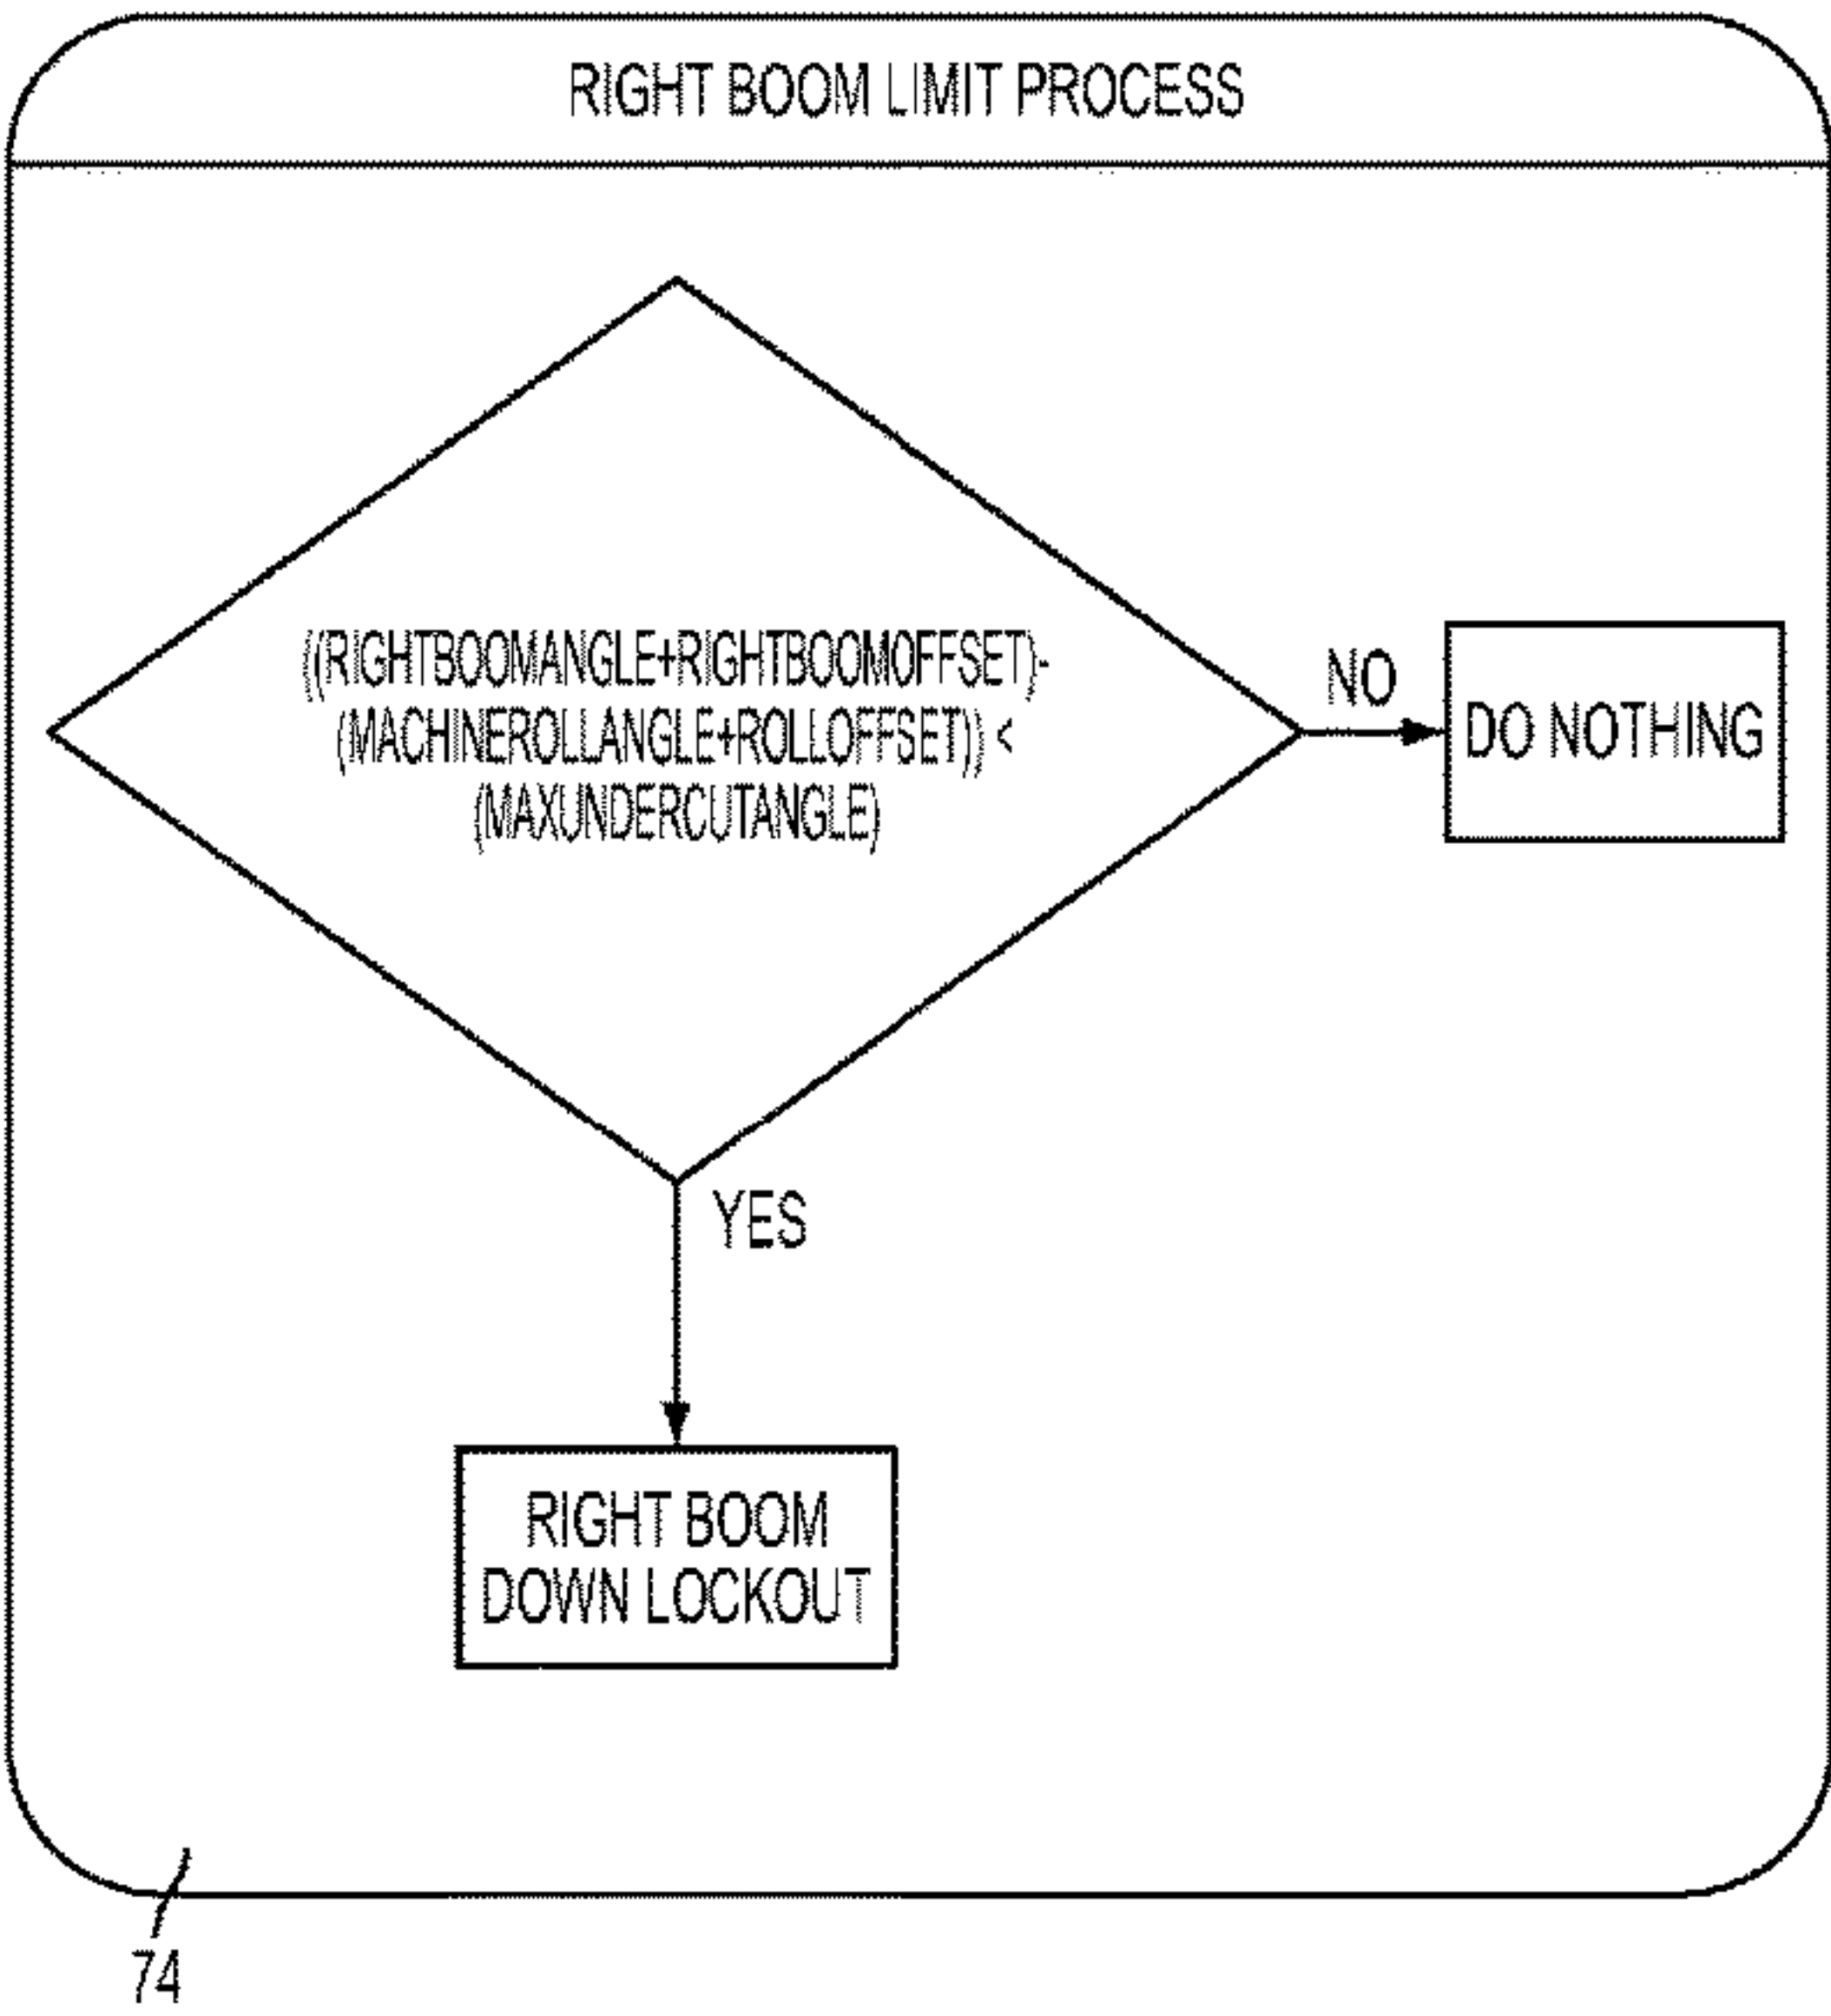 RIGHT BOOM LIMIT PROCESS
((RIGHTBOOMANGLE+RIGHTBOOMOFFSET)-
(MACHINEROLLANGLE+ROLLOFFSET)) <
(MAXUNDERCUTANGLE)
NO
DO NOTHING
YES
RIGHT BOOM
DOWN LOCKOUT
74